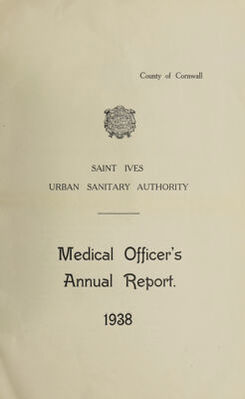 County of Cornwall
SAINT IVES
URBAN SANITARY AUTHORITY
Medical Officer's
Annual Report.
1938